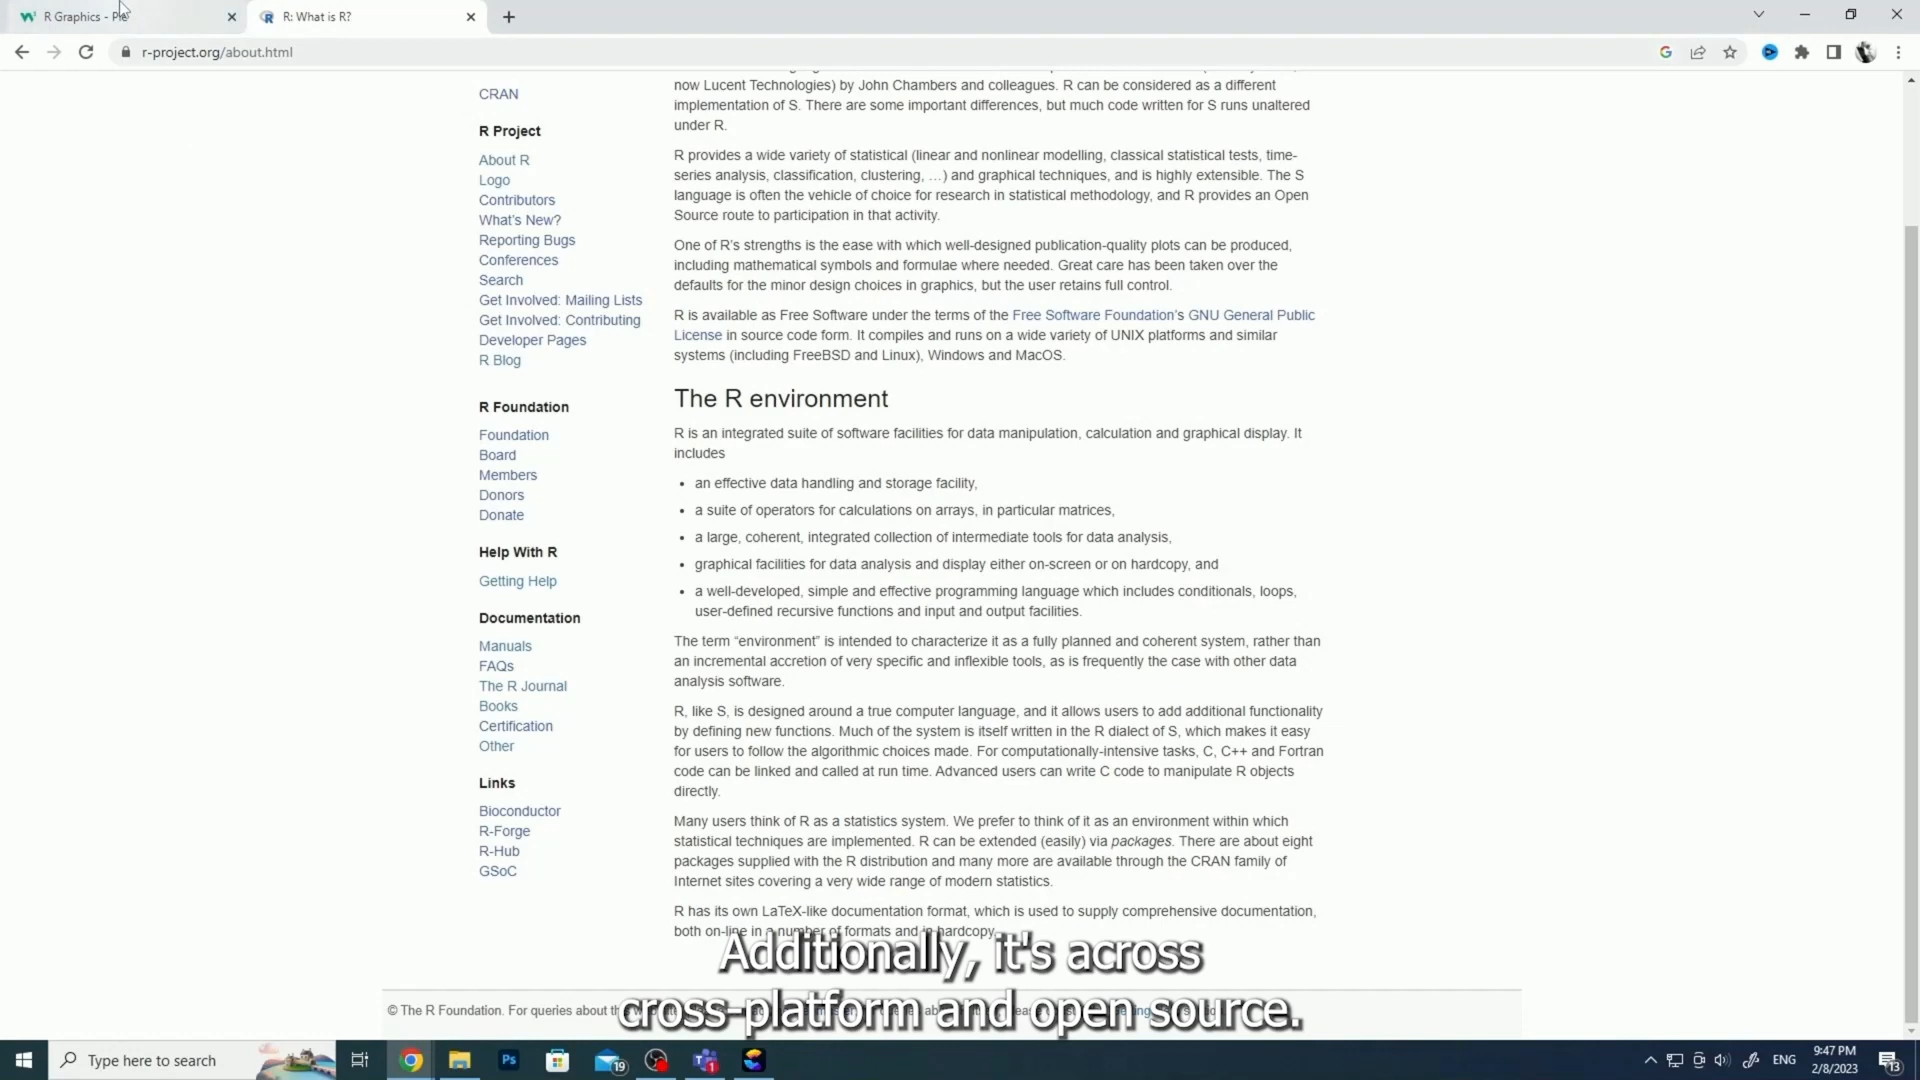 R Graphics - Pie
R: What is R?
r-project.org/about.html
CRAN
R Project
About R
Logo
Contributors
What's New?
Reporting Bugs
Conferences
Search
Get Involved: Mailing Lists
Get Involved: Contributing
Developer Pages
R Blog
R Foundation
Foundation
Board
Members
Donors
Donate
Help With R
Getting Help
Documentation
Manuals
FAQs
The R Journal
Books
Certification
Other
Links
Bioconductor
R-Forge
R-Hub
GSoC
now Lucent Technologies) by John Chambers and colleagues. R can be considered as a different
implementation of S. There are some important differences, but much code written for S runs unaltered
under R.
R provides a wide variety of statistical (linear and nonlinear modelling, classical statistical tests, time-
series analysis, classification, clustering, …) and graphical techniques, and is highly extensible. The S
language is often the vehicle of choice for research in statistical methodology, and R provides an Open
Source route to participation in that activity.
One of R's strengths is the ease with which well-designed publication-quality plots can be produced,
including mathematical symbols and formulae where needed. Great care has been taken over the
defaults for the minor design choices in graphics, but the user retains full control.
R is available as Free Software under the terms of the Free Software Foundation's GNU General Public
License in source code form. It compiles and runs on a wide variety of UNIX platforms and similar
systems (including FreeBSD and Linux), Windows and MacOS.
The R environment
R is an integrated suite of software facilities for data manipulation, calculation and graphical display. It
includes
• an effective data handling and storage facility,
• a suite of operators for calculations on arrays, in particular matrices,
• a large, coherent, integrated collection of intermediate tools for data analysis,
• graphical facilities for data analysis and display either on-screen or on hardcopy, and
• a well-developed, simple and effective programming language which includes conditionals, loops,
user-defined recursive functions and input and output facilities.
The term “environment” is intended to characterize it as a fully planned and coherent system, rather than
an incremental accretion of very specific and inflexible tools, as is frequently the case with other data
analysis software.
R, like S, is designed around a true computer language, and it allows users to add additional functionality
by defining new functions. Much of the system is itself written in the R dialect of S, which makes it easy
for users to follow the algorithmic choices made. For computationally-intensive tasks, C, C++ and Fortran
code can be linked and called at run time. Advanced users can write C code to manipulate R objects
directly.
Many users think of R as a statistics system. We prefer to think of it as an environment within which
statistical techniques are implemented. R can be extended (easily) via packages. There are about eight
packages supplied with the R distribution and many more are available through the CRAN family of
Internet sites covering a very wide range of modern statistics.
R has its own LaTeX-like documentation format, which is used to supply comprehensive documentation,
both on-line in a number of formats and in hardcopy.
Additionally, it's across
cross-platform and open source.
© The R Foundation. For queries about
Type here to search
Ps
19
1
ENG
9:47 PM
2/8/2023
13